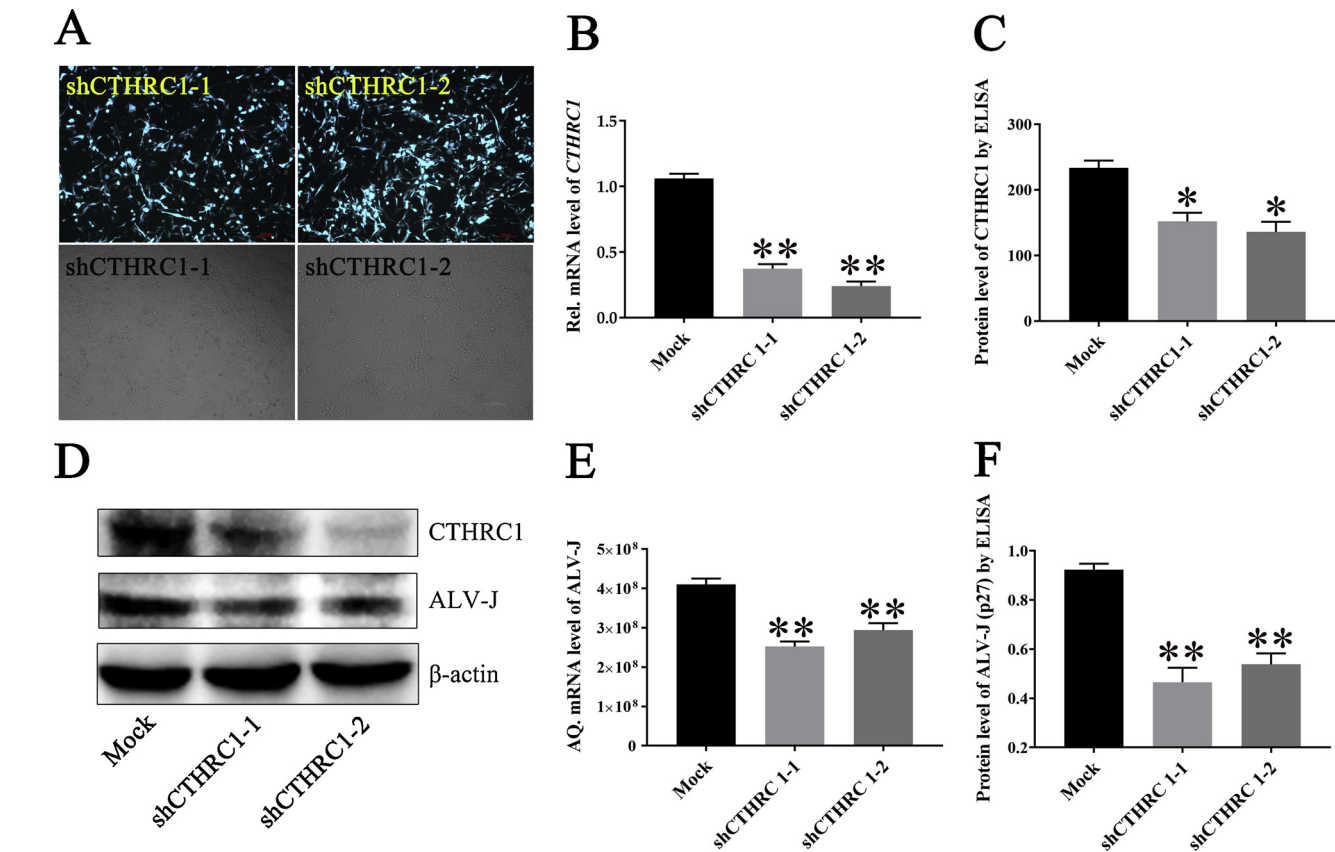 A
shCTHRC1-1
shCTHRC1-2
shCTHRC1-1
shCTHRC1-2
B
Rel. mRNA level of CTHRC1
1.5
1.0
0.5
0.0
**
**
Mock
shCTHRC 1-1
shCTHRC 1-2
C
Protein level of CTHRC1 by ELISA
300
200
100
0
*
*
Mock
shCTHRC1-1
shCTHRC1-2
D
CTHRC1
ALV-J
β-actin
Mock
shCTHRC1-1
shCTHRC1-2
E
AQ. mRNA level of ALV-J
5×10⁸
4×10⁸
3×10⁸
2×10⁸
1×10⁸
0
**
**
Mock
shCTHRC 1-1
shCTHRC 1-2
F
Protein level of ALV-J (p27) by ELISA
1.0
0.8
0.6
0.4
0.2
**
**
Mock
shCTHRC 1-1
shCTHRC 1-2